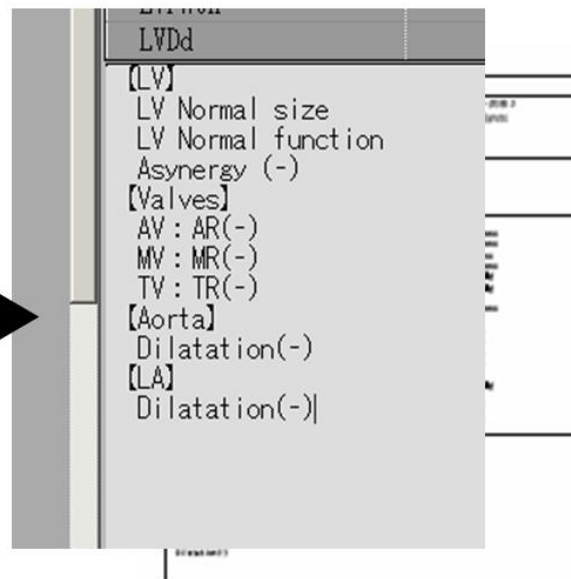 LVDd
【LV】
LV Normal size
LV Normal function
Asynergy (-)
【Valves】
AV : AR(-)
MV : MR(-)
TV : TR(-)
【Aorta】
Dilatation(-)
【LA】
Dilatation(-)